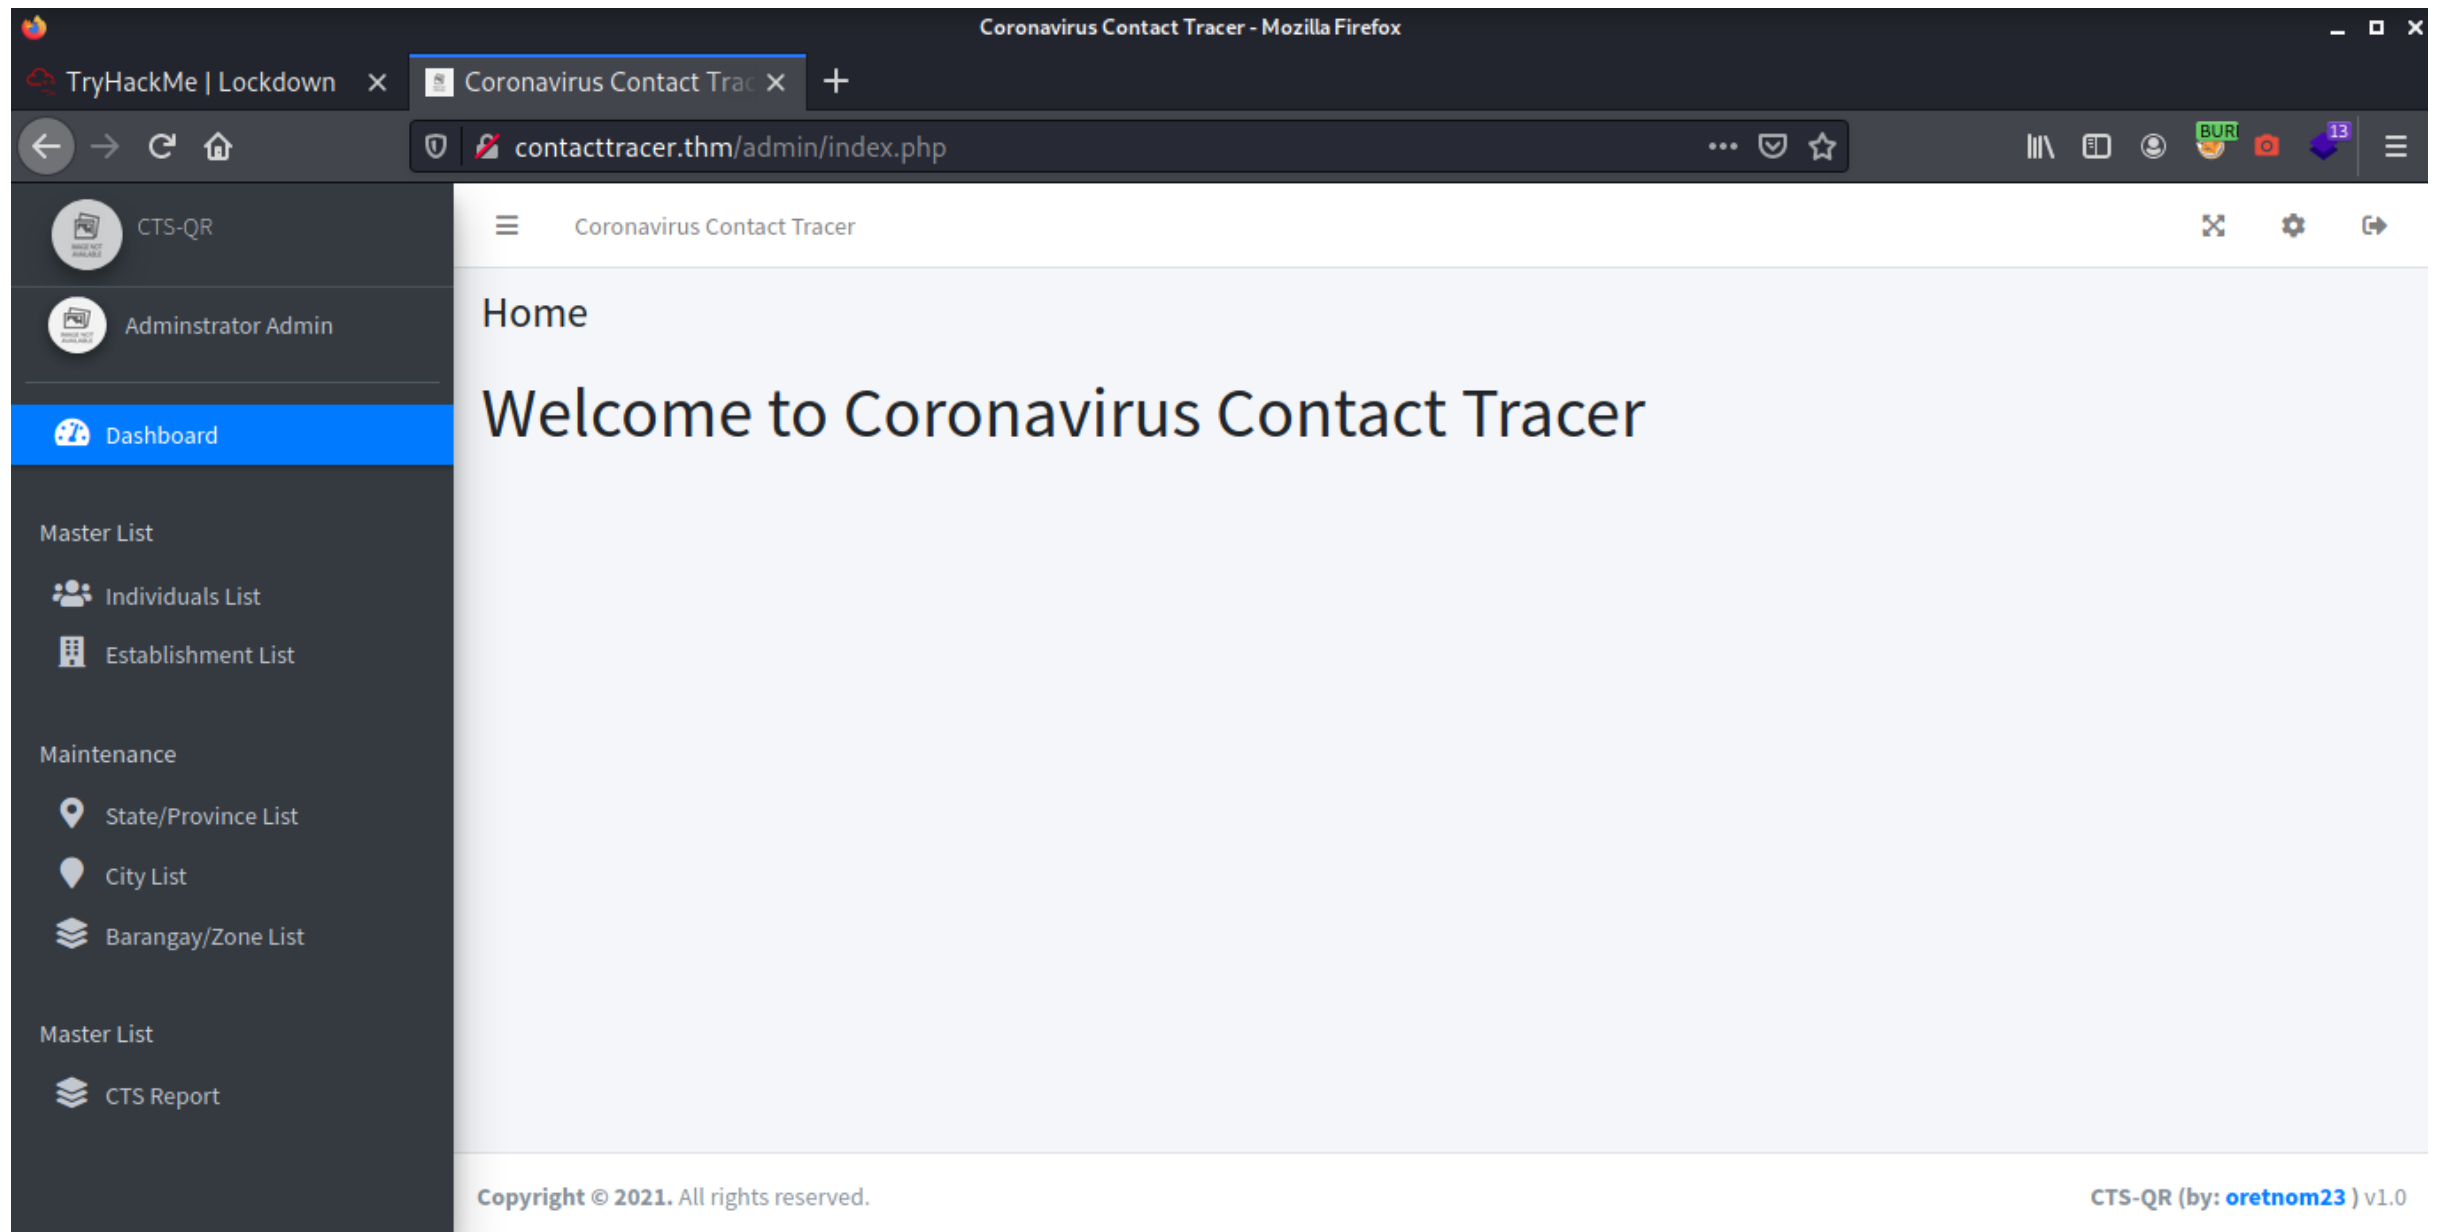 Coronavirus Contact Tracer - Mozilla Firefox
TryHackMe | Lockdown
Coronavirus Contact Trac
contacttracer.thm/admin/index.php
BUR
13
CTS-QR
Coronavirus Contact Tracer
Adminstrator Admin
Home
Welcome to Coronavirus Contact Tracer
Dashboard
Master List
Individuals List
Establishment List
Maintenance
State/Province List
City List
Barangay/Zone List
Master List
CTS Report
Copyright © 2021. All rights reserved.
CTS-QR (by: oretnom23 ) v1.0